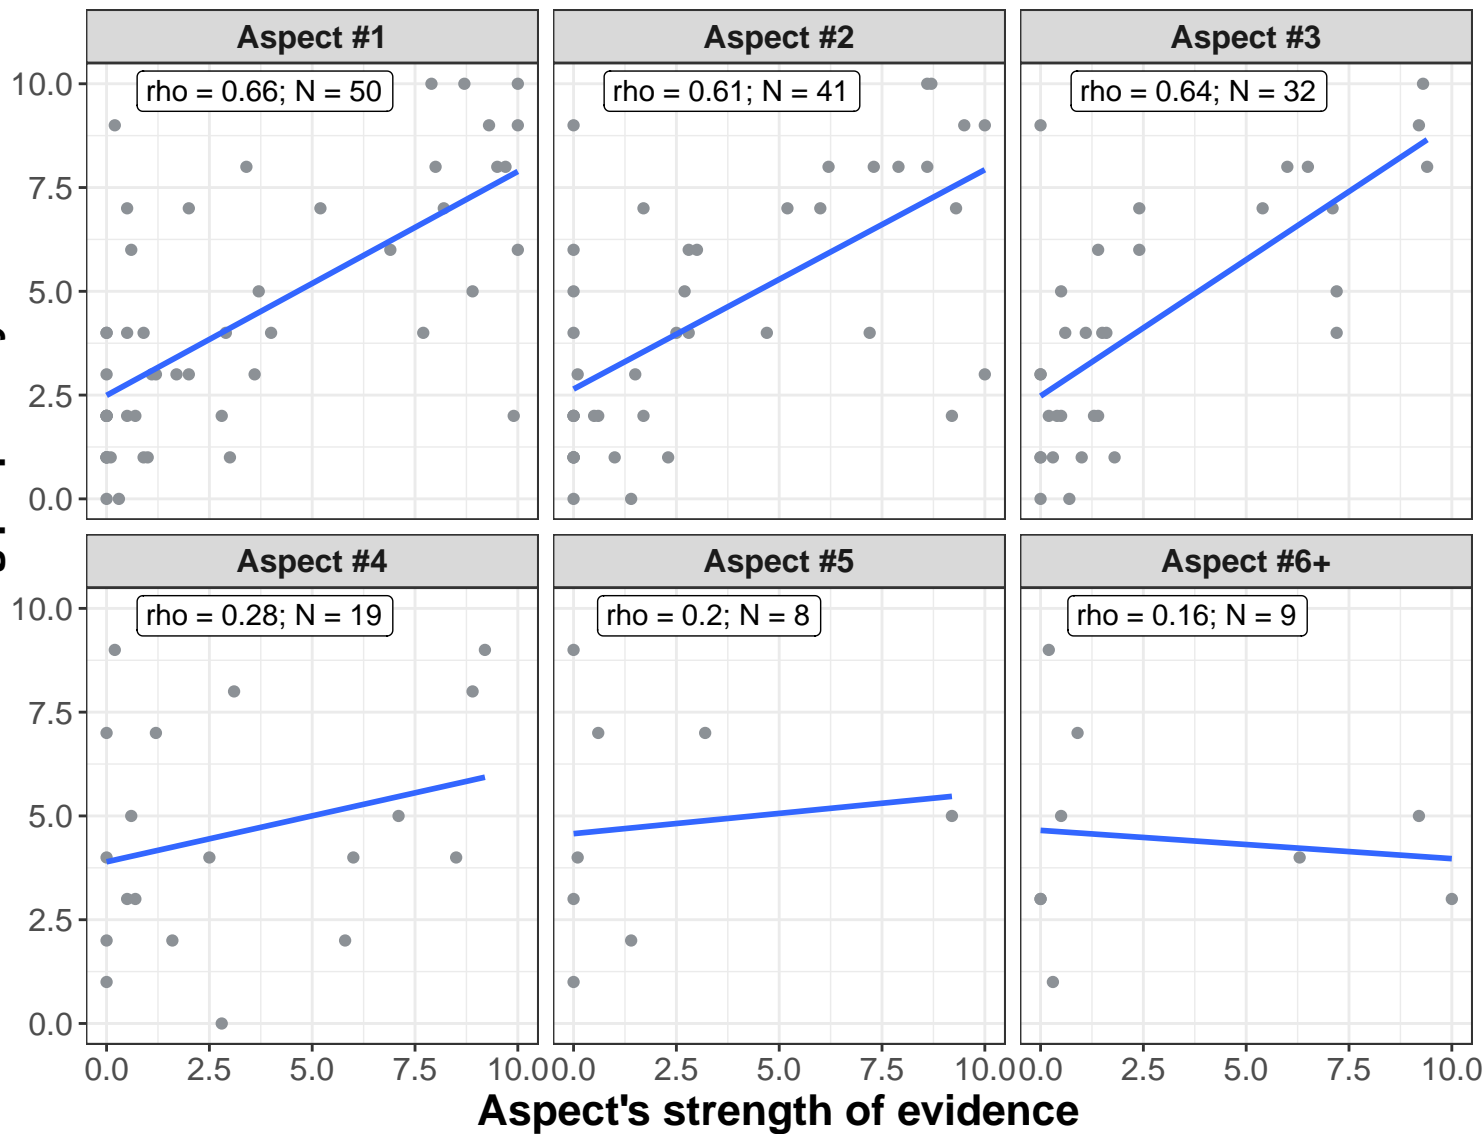 Aspect #1 Aspect #2 Aspect #3
rho = 0.66; N = 50 rho = 0.61; N = 41 rho = 0.64; N = 32
10.0
7.5
5.0
2.5
0.0
Aspect #4 Aspect #5 Aspect #6+
rho = 0.28; N = 19 rho = 0.2; N = 8 rho = 0.16; N = 9
10.0
7.5
5.0
2.5
0.0
0.0 2.5 5.0 7.5 10.0 0.0 2.5 5.0 7.5 10.0 0.0 2.5 5.0 7.5 10.0
Aspect's strength of evidence